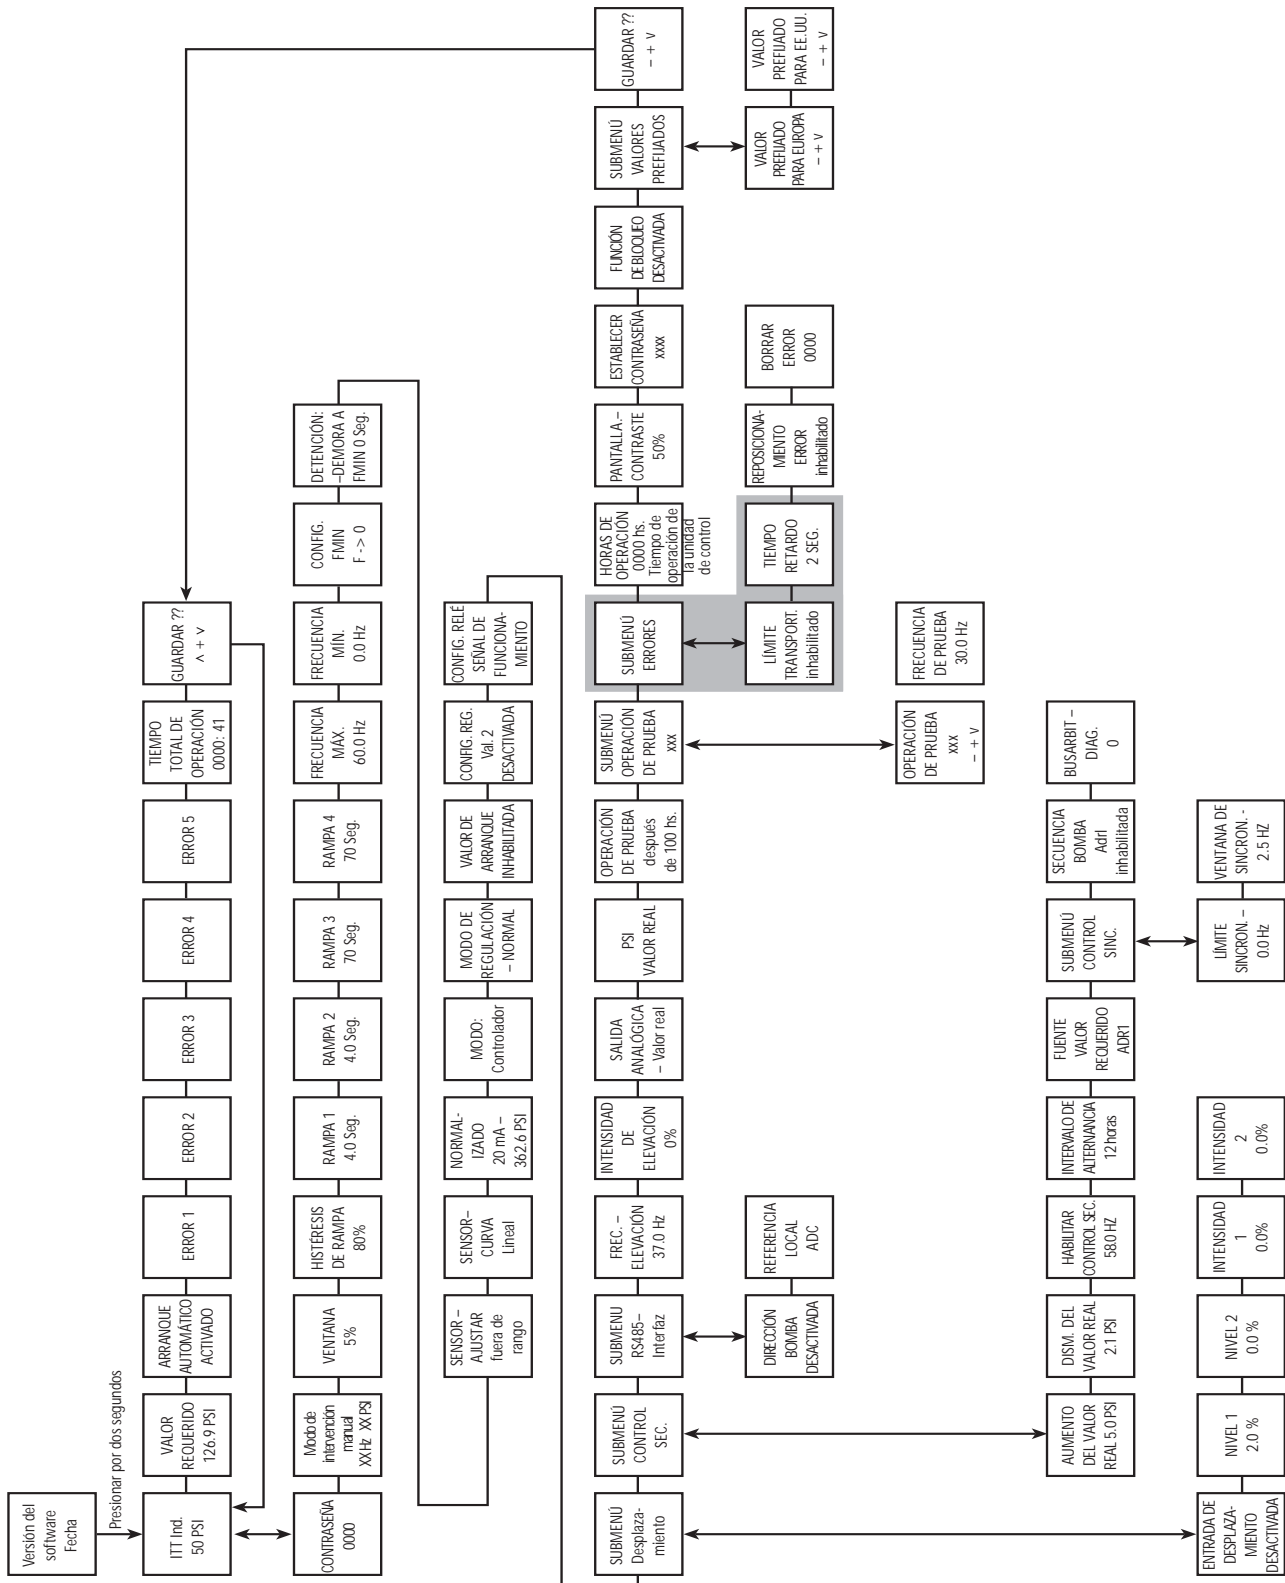 Versión del
software
Fecha
Presionar por dos segundos
ITT Ind.
50 PSI
VALOR
REQUERIDO
126.9 PSI
ARRANQUE
AUTOMÁTICO
ACTIVADO
ERROR 1
ERROR 2
ERROR 3
ERROR 4
ERROR 5
TIEMPO
TOTAL DE
OPERACIÓN
0000: 41
GUARDAR ??
^ + v
CONTRASEÑA
0000
Modo de
intervención
manual
XX Hz XX PSI
VENTANA
5%
HISTÉRESIS
DE RAMPA
80%
RAMPA 1
4.0 Seg.
RAMPA 2
4.0 Seg.
RAMPA 3
70 Seg.
RAMPA 4
70 Seg.
FRECUENCIA
MÁX.
60.0 Hz
FRECUENCIA
MÍN.
0.0 Hz
CONFIG.
FMIN
F -> 0
DETENCIÓN:
–DEMORA A
FMIN 0 Seg.
SENSOR –
AJUSTAR
fuera de
rango
SENSOR–
CURVA
Lineal
NORMAL-
IZADO
20 mA –
362.6 PSI
MODO:
Controlador
MODO DE
REGULACIÓN
– NORMAL
VALOR DE
ARRANQUE
INHABILITADA
CONFIG. REG.
Val. 2
DESACTIVADA
CONFIG. RELÉ
SEÑAL DE
FUNCIONA-
MIENTO
SUBMENÚ
Desplaza-
miento
SUBMENÚ
CONTROL
SEC.
SUBMENU
RS485–
Interfaz
FREC. –
ELEVACIÓN
37.0 Hz
INTENSIDAD
DE
ELEVACIÓN
0%
SALIDA
ANALÓGICA
– Valor real
PSI
VALOR REAL
OPERACIÓN
DE PRUEBA
después
de 100 hs.
SUBMENÚ
OPERACIÓN
DE PRUEBA
xxx
SUBMENÚ
ERRORES
HORAS DE
OPERACIÓN
0000 hs.
Tiempo de
operación de
la unidad
de control
PANTALLA.–
CONTRASTE
50%
ESTABLECER
CONTRASEÑA
xxxx
FUNCIÓN
DE BLOQUEO
DESACTIVADA
SUBMENÚ
VALORES
PREFIJADOS
GUARDAR ??
– + v
DIRECCIÓN
BOMBA
DESACTIVADA
REFERENCIA
LOCAL
ADC
LÍMITE
TRANSPORT.
inhabilitado
TIEMPO
RETARDO
2 SEG.
REPOSICIONA-
MIENTO
ERROR
inhabilitado
BORRAR
ERROR
0000
VALOR
PREFIJADO
PARA EUROPA
– + v
VALOR
PREFIJADO
PARA EE.UU.
– + v
OPERACIÓN
DE PRUEBA
xxx
– + v
FRECUENCIA
DE PRUEBA
30.0 Hz
AUMENTO
DEL VALOR
REAL 5.0 PSI
DISM. DEL
VALOR REAL
2.1 PSI
HABILITAR
CONTROL SEC.
58.0 HZ
INTERVALO DE
ALTERNANCIA
12 horas
FUENTE
VALOR
REQUERIDO
ADR1
SUBMENÚ
CONTROL
SINC.
SECUENCIA
BOMBA
Adrl
inhabilitada
BUSARBIT –
DIAG.
0
ENTRADA DE
DESPLAZA-
MIENTO
DESACTIVADA
NIVEL 1
2.0 %
NIVEL 2
0.0 %
INTENSIDAD
1
0.0%
INTENSIDAD
2
0.0%
LÍMITE
SINCRON. –
0.0 Hz
VENTANA DE
SINCRON. -
2.5 HZ